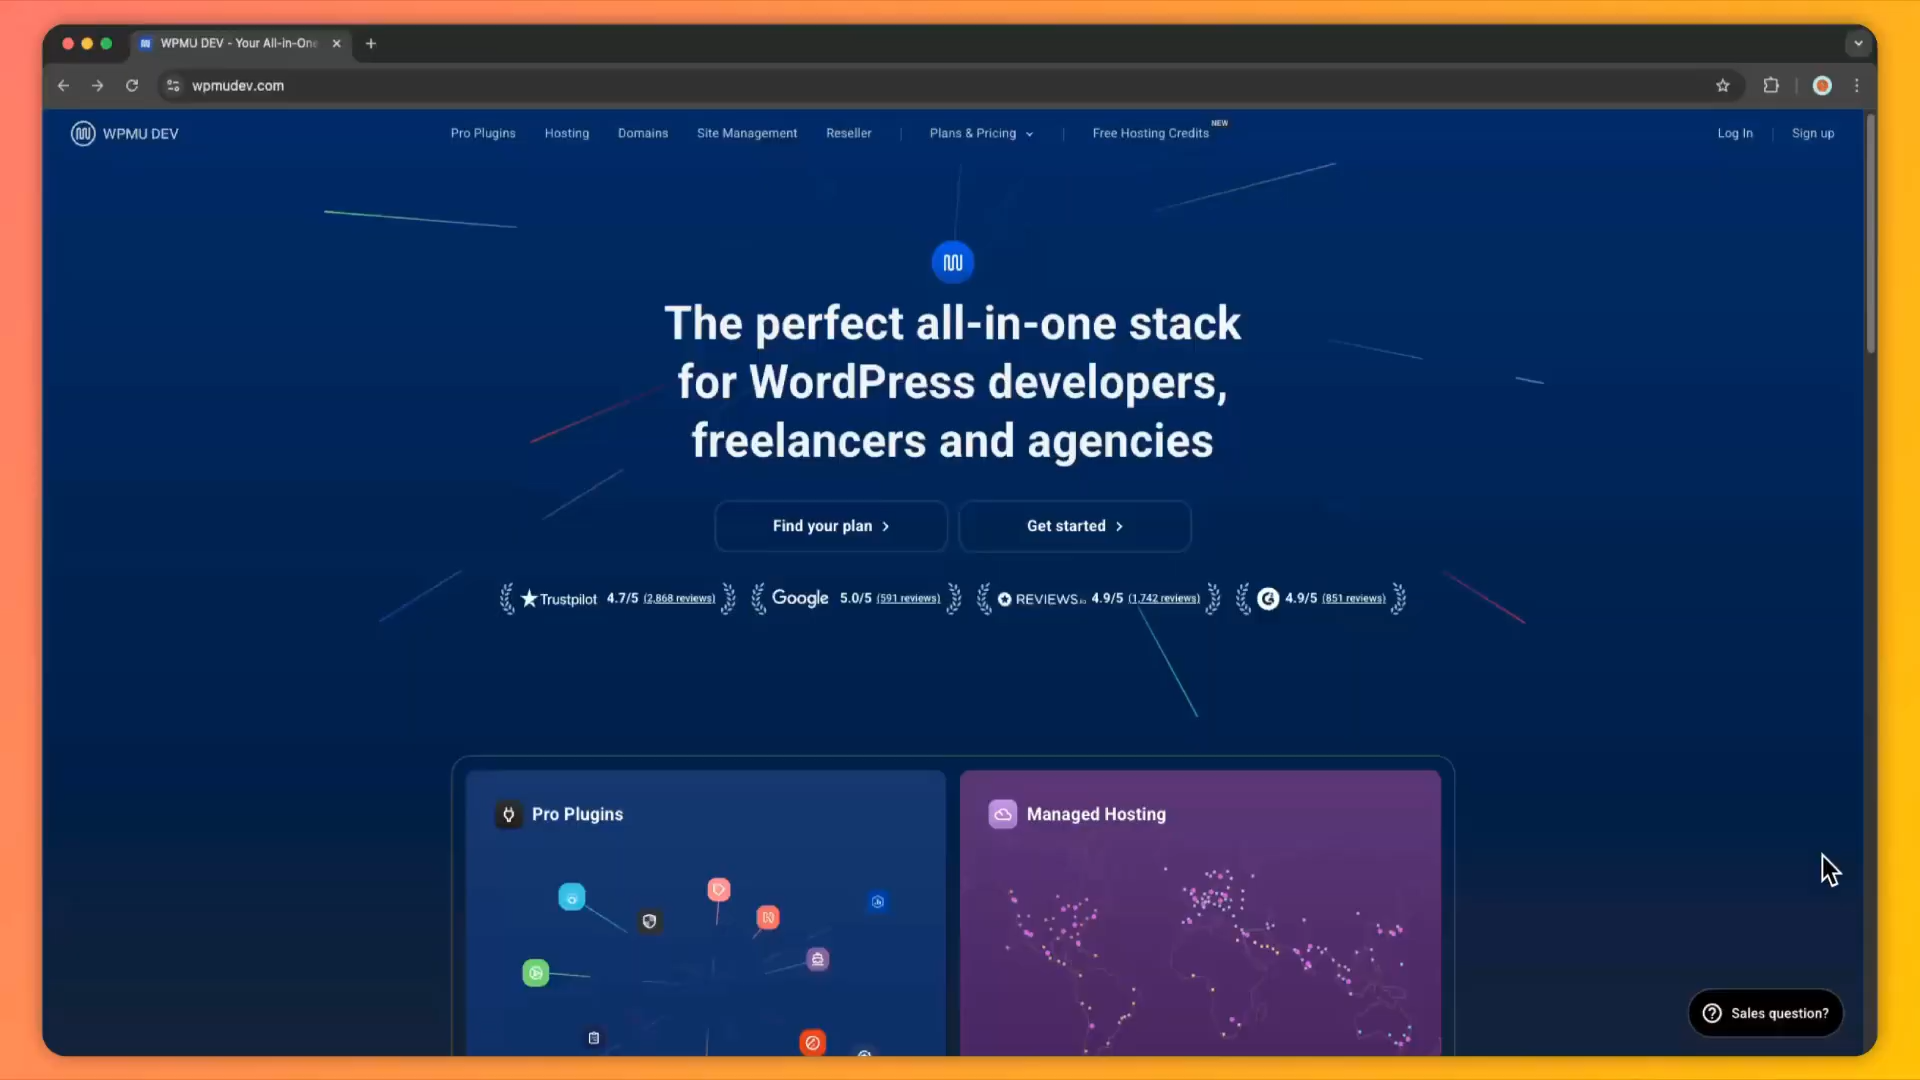 WPMU DEV - Your All-in-One
wpmudev.com
WPMU DEV
Pro Plugins
Hosting
Domains
Site Management
Reseller
Plans & Pricing
Free Hosting Credits
NEW
Log In
Sign up
The perfect all-in-one stack
for WordPress developers,
freelancers and agencies
Find your plan
Get started
Trustpilot 4.7/5 (2,868 reviews)
Google 5.0/5 (591 reviews)
REVIEWS.io 4.9/5 (1,742 reviews)
4.9/5 (851 reviews)
Pro Plugins
Managed Hosting
Sales question?